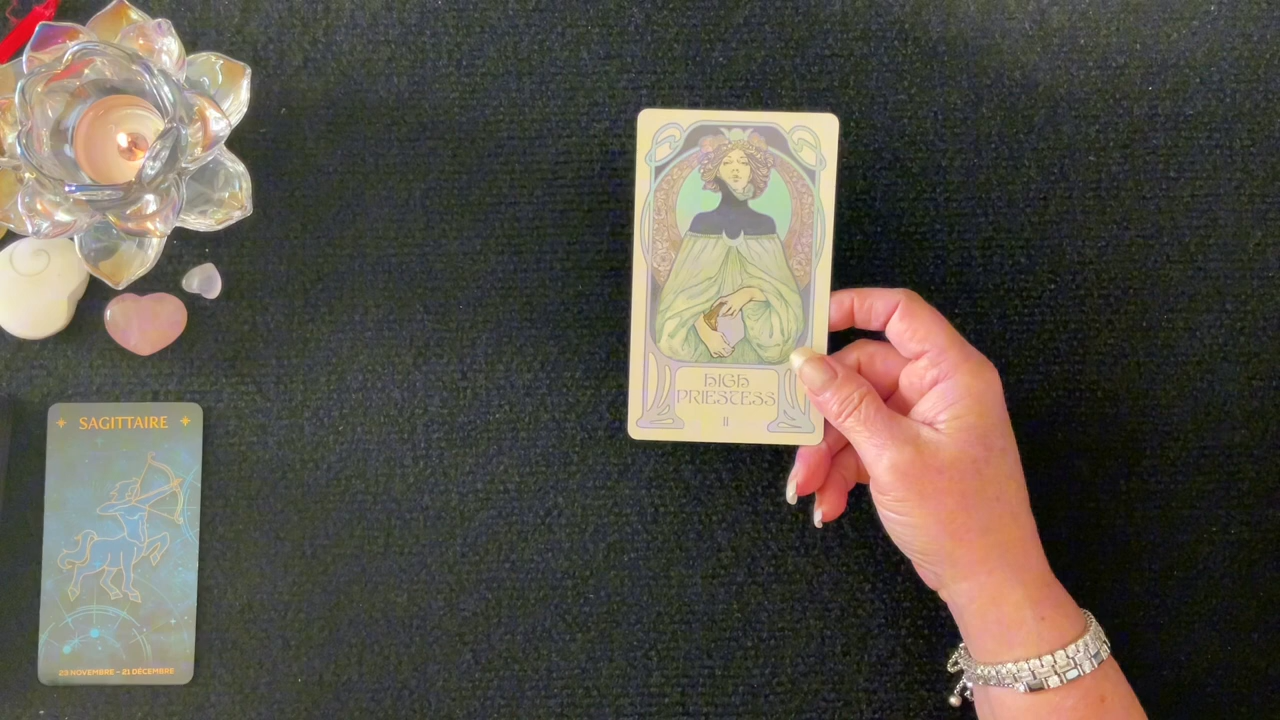 HIGH
PRIESTESS
II
SAGITTAIRE
23 NOVEMBRE - 21 DÉCEMBRE